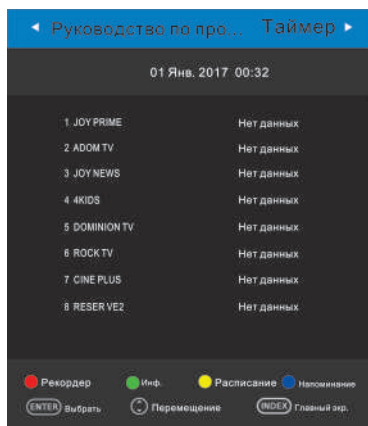 Руководство по про... Таймер
01 Янв. 2017 00:32
1 JOY PRIME Нет данных
2 ADOM TV Нет данных
3 JOY NEWS Нет данных
4 4KIDS Нет данных
5 DOMINION TV Нет данных
6 ROCK TV Нет данных
7 CINE PLUS Нет данных
8 RESER VE2 Нет данных
Рекордер Инф. Расписание Напоминание
ENTER Выбрать Перемещение INDEX Главный экр.